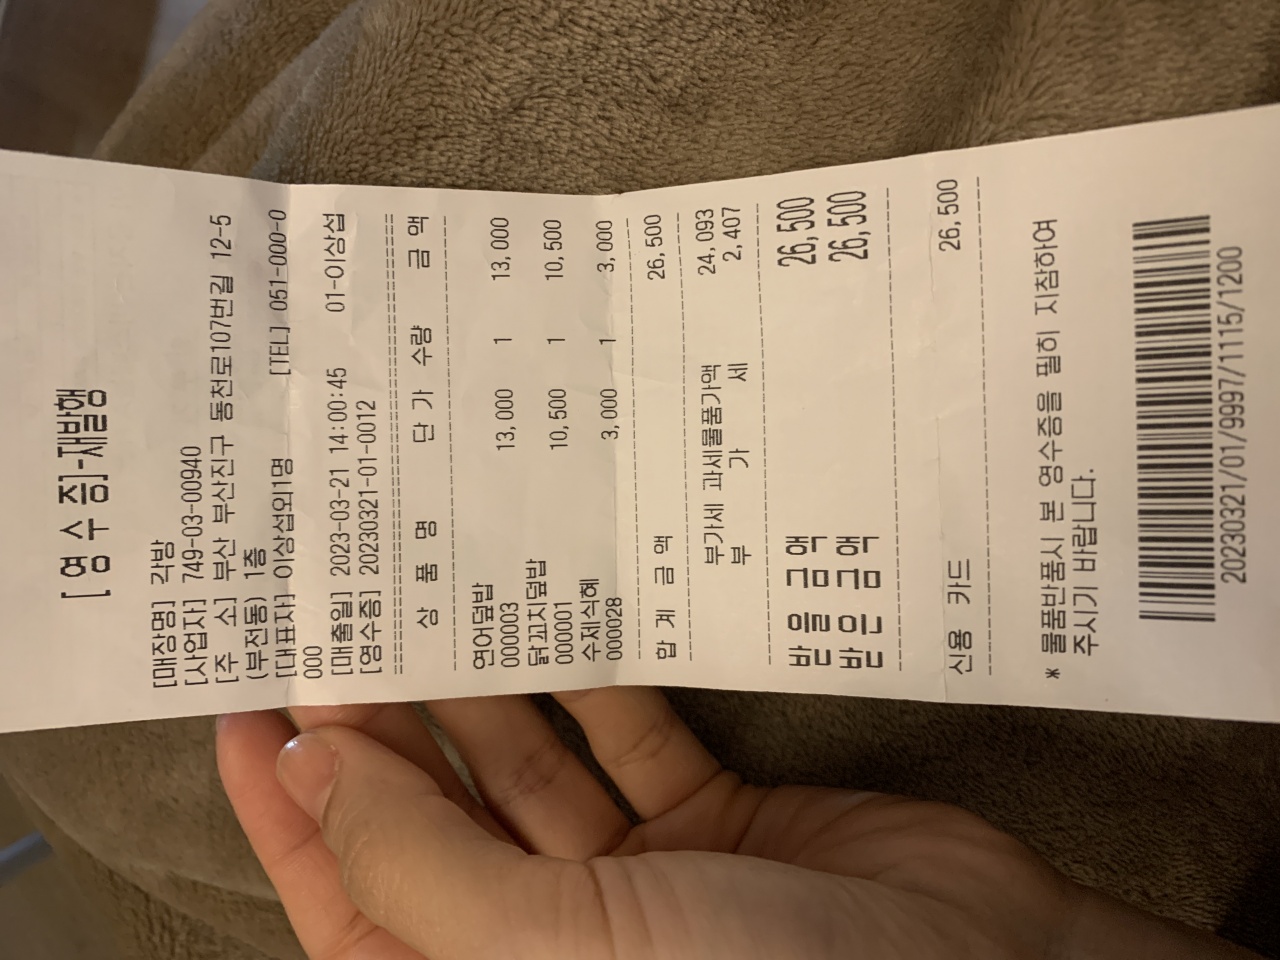 [영 수 증]-재발행
[매장명] 각방
[사업자] 749-03-00940
[주 소] 부산 부산진구 동천로107번길 12-5
(부전동) 1층
[대표자] 이상섭외1명 [TEL] 051-000-0
000
[매출일] 2023-03-21 14:00:45 01-이상섭
[영수증] 20230321-01-0012
상 품 명 단 가 수량 금 액
연어덮밥 13,000 1 13,000
000003
닭꼬치덮밥 10,500 1 10,500
000001
수제식혜 3,000 1 3,000
000028
합 계 금 액 26,500
부가세 과세물품가액 24,093
부 가 세 2,407
받을금액 26,500
받은금액 26,500
신용 카드 26,500
* 물품반품시 본 영수증을 필히 지참하여
주시기 바랍니다.
20230321/01/9997/1115/1200